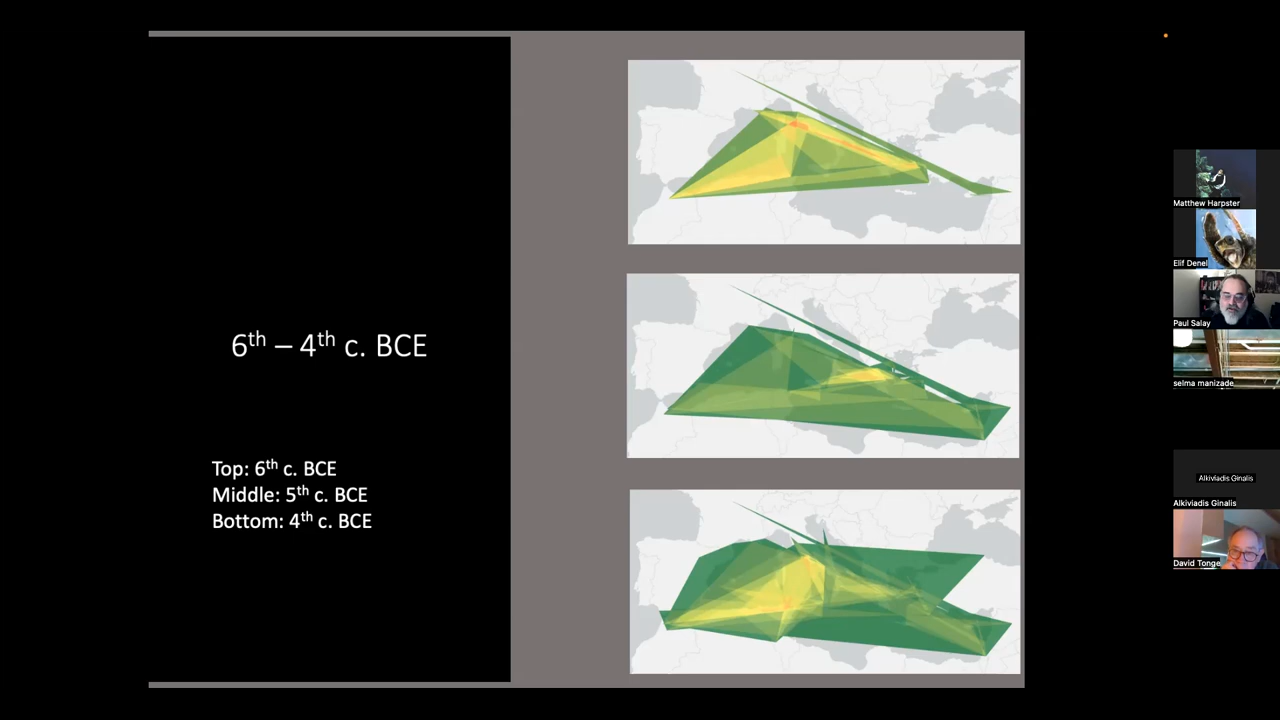 6th – 4th c. BCE
Top: 6th c. BCE
Middle: 5th c. BCE
Bottom: 4th c. BCE
Matthew Harpster
Elif Denel
Paul Salay
selma manizade
Alkiviadis Ginalis
Alkiviadis Ginalis
David Tonge